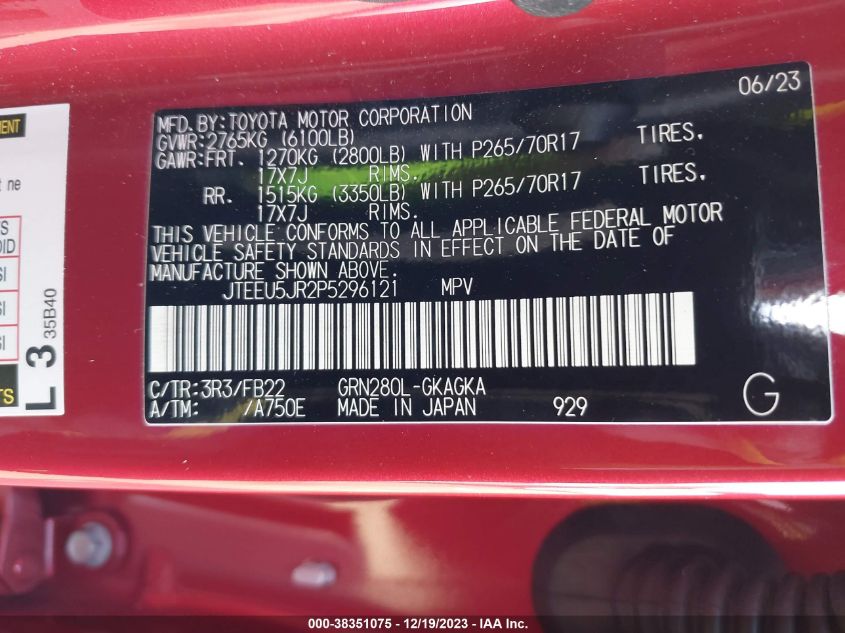 06/23
MFD.BY:TOYOTA MOTOR CORPORATION
GVWR:2765KG (6100LB)
GAWR:FRT. 1270KG (2800LB) WITH P265/70R17 TIRES.
17X7J RIMS.
RR. 1515KG (3350LB) WITH P265/70R17 TIRES.
17X7J RIMS.
THIS VEHICLE CONFORMS TO ALL APPLICABLE FEDERAL MOTOR
VEHICLE SAFETY STANDARDS IN EFFECT ON THE DATE OF
MANUFACTURE SHOWN ABOVE.
JTEEU5JR2P5296121 MPV
C/TR:3R3/FB22 GRN280L-GKAGKA
A/TM: /A750E MADE IN JAPAN 929
G
L 3
35B40
000-38351075 - 12/19/2023 - IAA Inc.